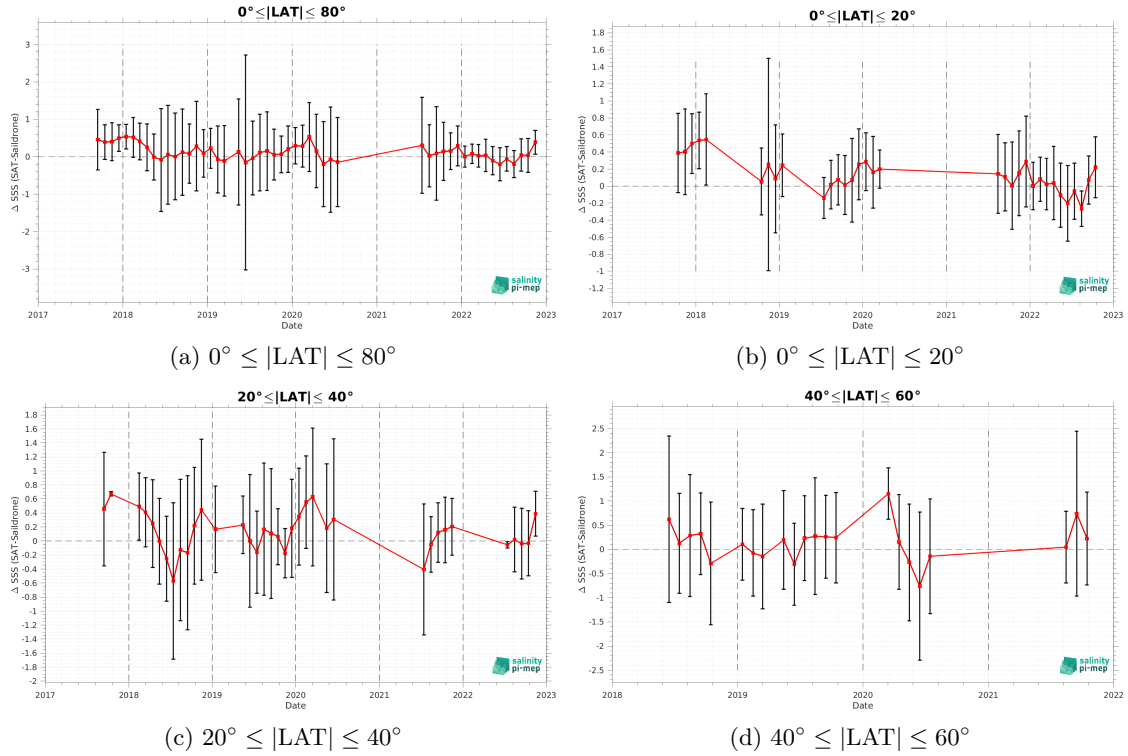 0°≤|LAT|≤ 80°
Δ SSS (SAT-Saildrone)
3
2
1
0
-1
-2
-3
salinity
pi-mep
2017 2018 2019 2020 2021 2022 2023
Date
(a) 0° ≤ |LAT| ≤ 80°
0°≤|LAT|≤ 20°
Δ SSS (SAT-Saildrone)
1.8
1.6
1.4
1.2
1
0.8
0.6
0.4
0.2
0
-0.2
-0.4
-0.6
-0.8
-1
-1.2
salinity
pi-mep
2017 2018 2019 2020 2021 2022 2023
Date
(b) 0° ≤ |LAT| ≤ 20°
20°≤|LAT|≤ 40°
Δ SSS (SAT-Saildrone)
1.8
1.6
1.4
1.2
1
0.8
0.6
0.4
0.2
0
-0.2
-0.4
-0.6
-0.8
-1
-1.2
-1.4
-1.6
-1.8
-2
salinity
pi-mep
2017 2018 2019 2020 2021 2022 2023
Date
(c) 20° ≤ |LAT| ≤ 40°
40°≤|LAT|≤ 60°
Δ SSS (SAT-Saildrone)
2.5
2
1.5
1
0.5
0
-0.5
-1
-1.5
-2
-2.5
salinity
pi-mep
2018 2019 2020 2021 2022
Date
(d) 40° ≤ |LAT| ≤ 60°